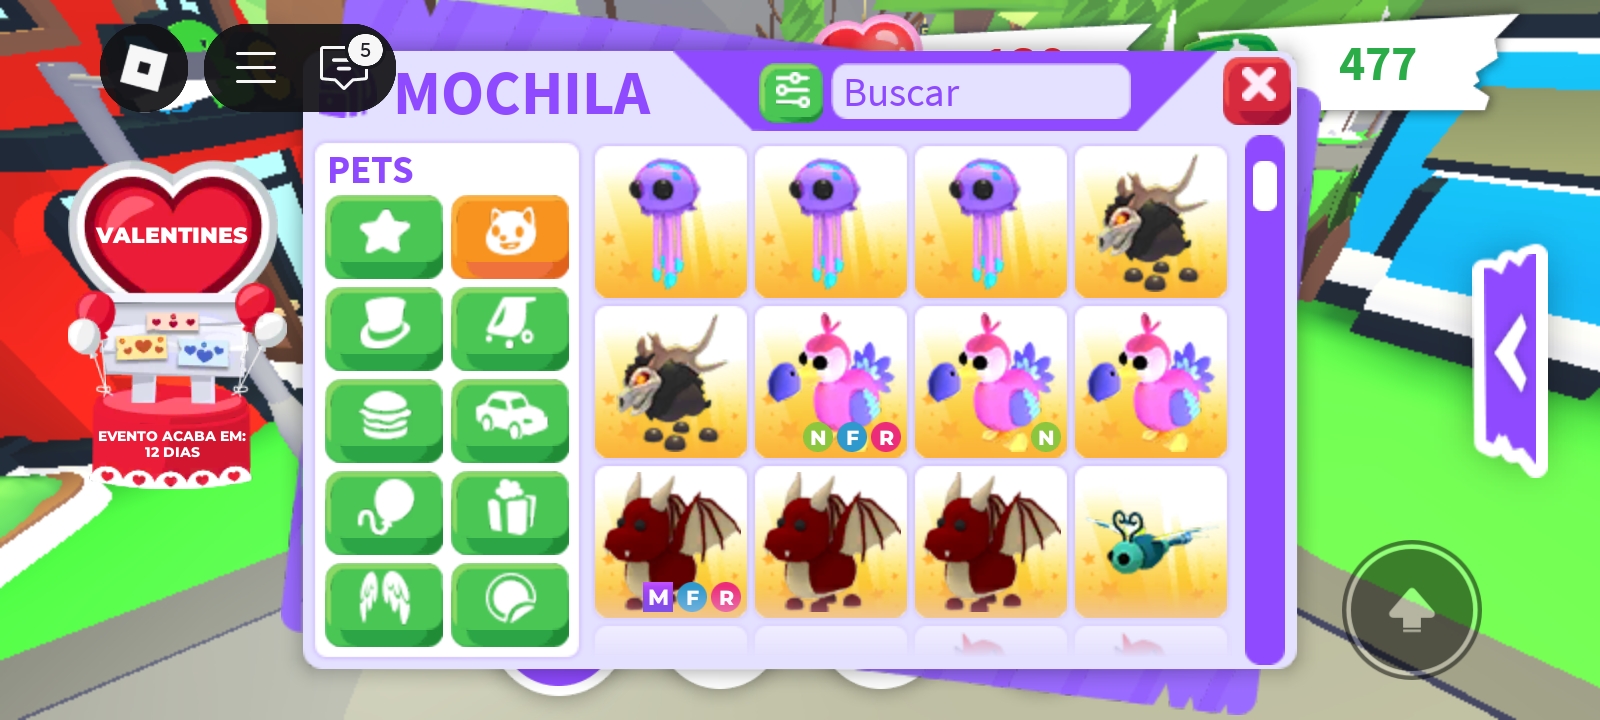 5
MOCHILA
Buscar
477
PETS
VALENTINES
EVENTO ACABA EM:
12 DIAS
N F R
N
M F R